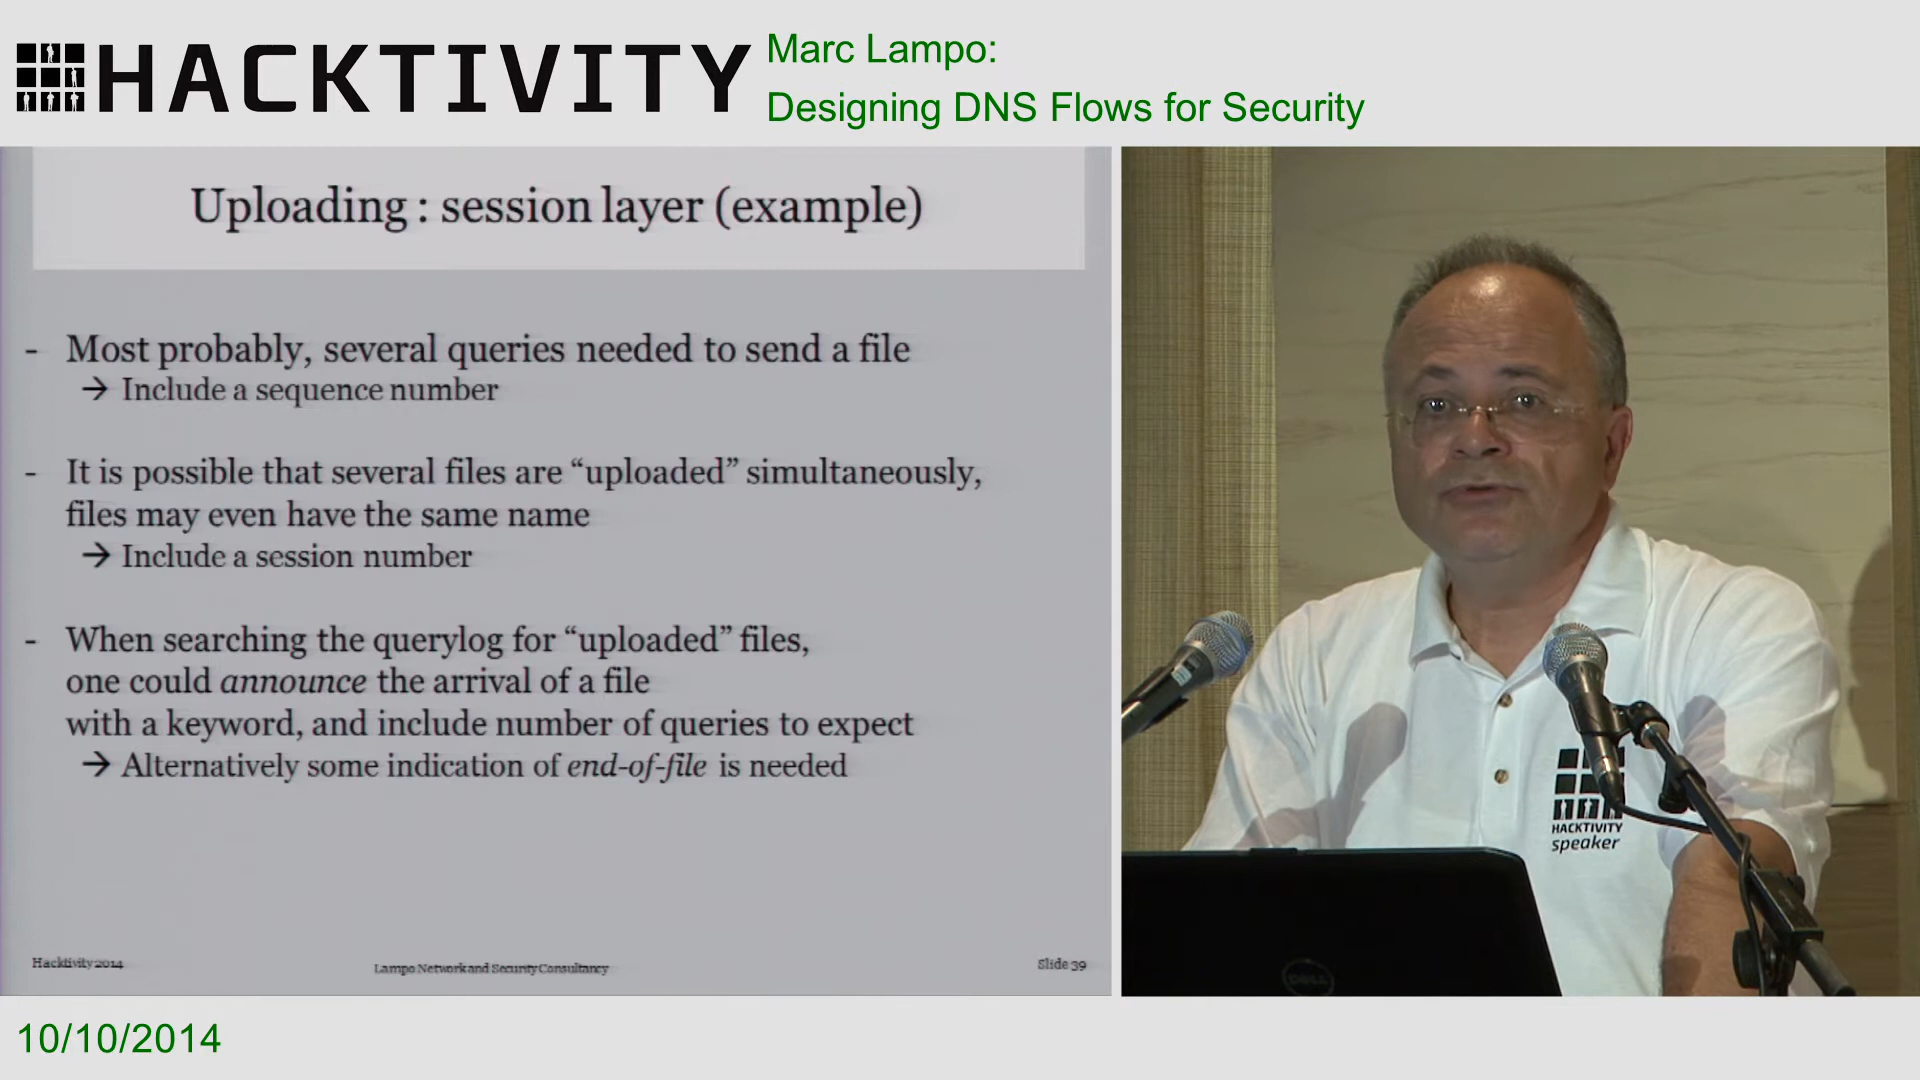 HACKTIVITY
Marc Lampo:
Designing DNS Flows for Security
Uploading : session layer (example)
- Most probably, several queries needed to send a file
→ Include a sequence number
- It is possible that several files are “uploaded” simultaneously,
files may even have the same name
→ Include a session number
- When searching the querylog for “uploaded” files,
one could announce the arrival of a file
with a keyword, and include number of queries to expect
→ Alternatively some indication of end-of-file is needed
Hacktivity 2014
Lampo Network and Security Consultancy
Slide 39
HACKTIVITY
speaker
DELL
10/10/2014